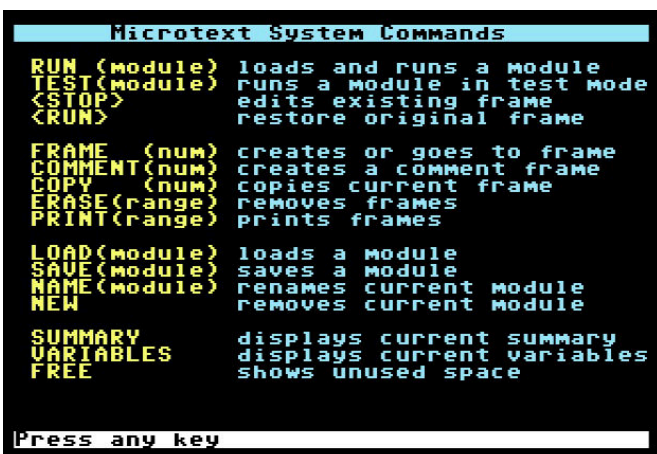 Microtext System Commands
RUN (module) loads and runs a module
TEST(module) runs a module in test mode
<STOP> edits existing frame
<RUN> restore original frame
FRAME (num) creates or goes to frame
COMMENT(num) creates a comment frame
COPY (num) copies current frame
ERASE(range) removes frames
PRINT(range) prints frames
LOAD(module) loads a module
SAVE(module) saves a module
NAME(module) renames current module
NEW removes current module
SUMMARY displays current summary
VARIABLES displays current variables
FREE shows unused space
Press any key